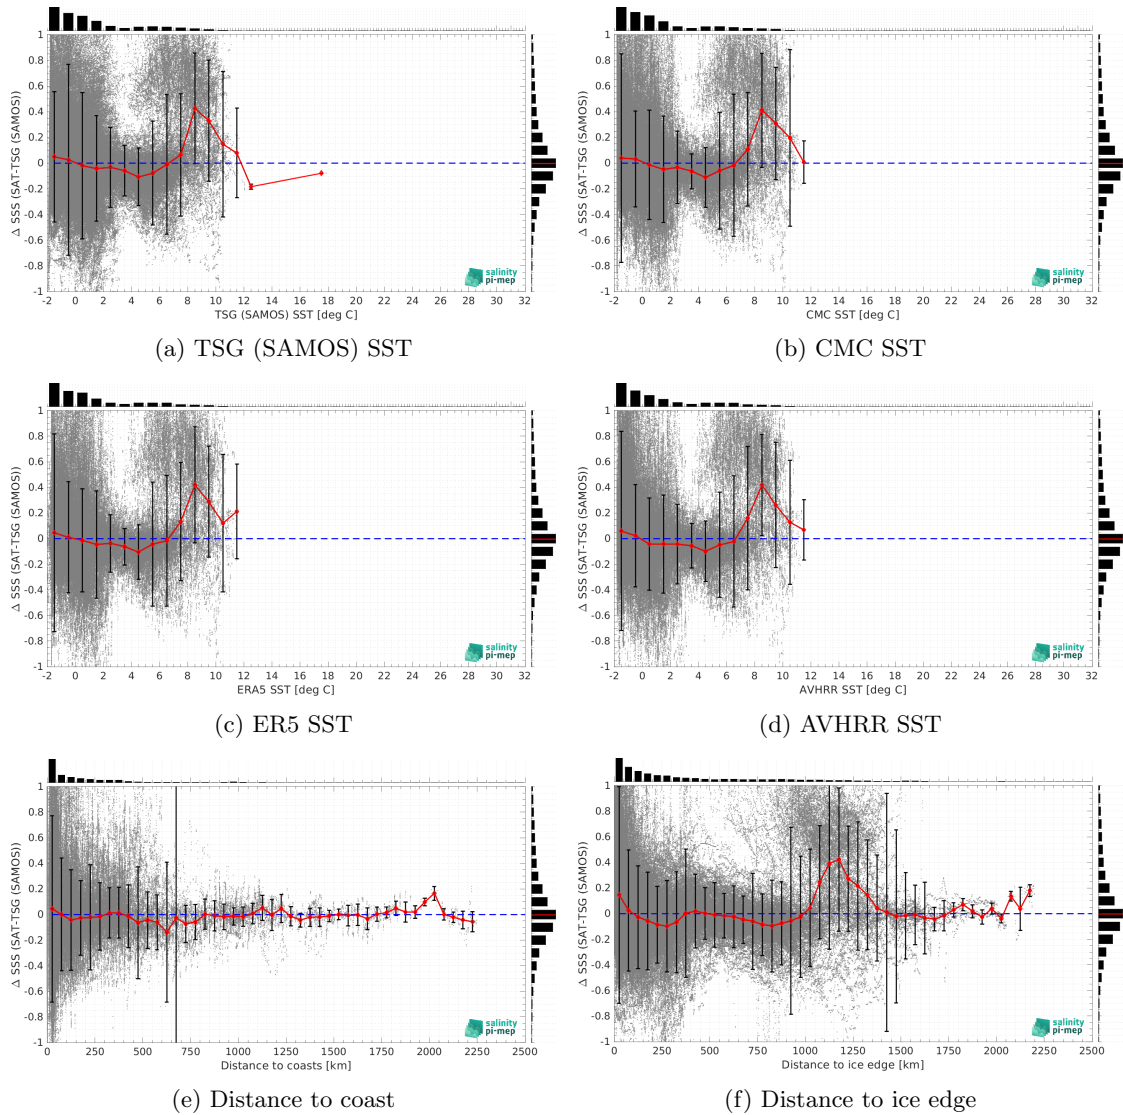 1
0.8
0.6
0.4
0.2
0
-0.2
-0.4
-0.6
-0.8
-1
Δ SSS (SAT-TSG (SAMOS))
salinity
pi-mep
-2 0 2 4 6 8 10 12 14 16 18 20 22 24 26 28 30 32
TSG (SAMOS) SST [deg C]
(a) TSG (SAMOS) SST
1
0.8
0.6
0.4
0.2
0
-0.2
-0.4
-0.6
-0.8
-1
Δ SSS (SAT-TSG (SAMOS))
salinity
pi-mep
-2 0 2 4 6 8 10 12 14 16 18 20 22 24 26 28 30 32
CMC SST [deg C]
(b) CMC SST
1
0.8
0.6
0.4
0.2
0
-0.2
-0.4
-0.6
-0.8
-1
Δ SSS (SAT-TSG (SAMOS))
salinity
pi-mep
-2 0 2 4 6 8 10 12 14 16 18 20 22 24 26 28 30 32
ERA5 SST [deg C]
(c) ER5 SST
1
0.8
0.6
0.4
0.2
0
-0.2
-0.4
-0.6
-0.8
-1
Δ SSS (SAT-TSG (SAMOS))
salinity
pi-mep
-2 0 2 4 6 8 10 12 14 16 18 20 22 24 26 28 30 32
AVHRR SST [deg C]
(d) AVHRR SST
1
0.8
0.6
0.4
0.2
0
-0.2
-0.4
-0.6
-0.8
-1
Δ SSS (SAT-TSG (SAMOS))
salinity
pi-mep
0 250 500 750 1000 1250 1500 1750 2000 2250 2500
Distance to coasts [km]
(e) Distance to coast
1
0.8
0.6
0.4
0.2
0
-0.2
-0.4
-0.6
-0.8
-1
Δ SSS (SAT-TSG (SAMOS))
salinity
pi-mep
0 250 500 750 1000 1250 1500 1750 2000 2250 2500
Distance to ice edge [km]
(f) Distance to ice edge